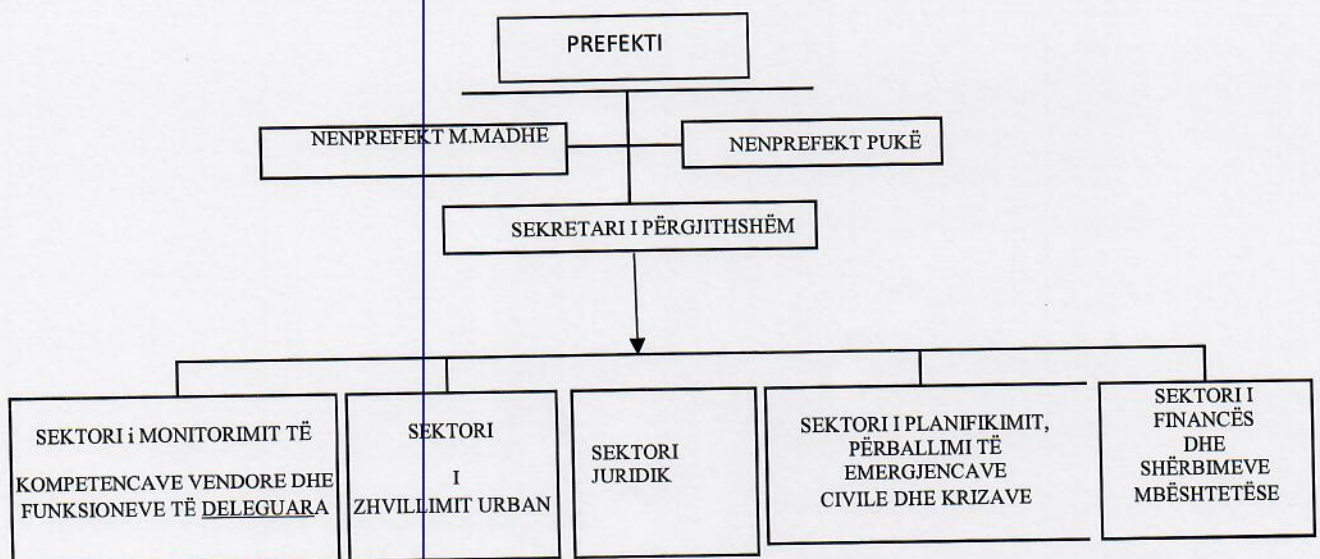 PREFEKTI
NENPREFEKT M.MADHE
NENPREFEKT PUKË
SEKRETARI I PËRGJITHSHËM
SEKTORI i MONITORIMIT TË
KOMPETENCAVE VENDORE DHE
FUNKSIONEVE TË DELEGUARA
SEKTORI
I
ZHVILLIMIT URBAN
SEKTORI
JURIDIK
SEKTORI I PLANIFIKIMIT,
PËRBALLIMI TË
EMERGJENCAVE
CIVILE DHE KRIZAVE
SEKTORI I
FINANCËS
DHE
SHËRBIMEVE
MBËSHTETËSE